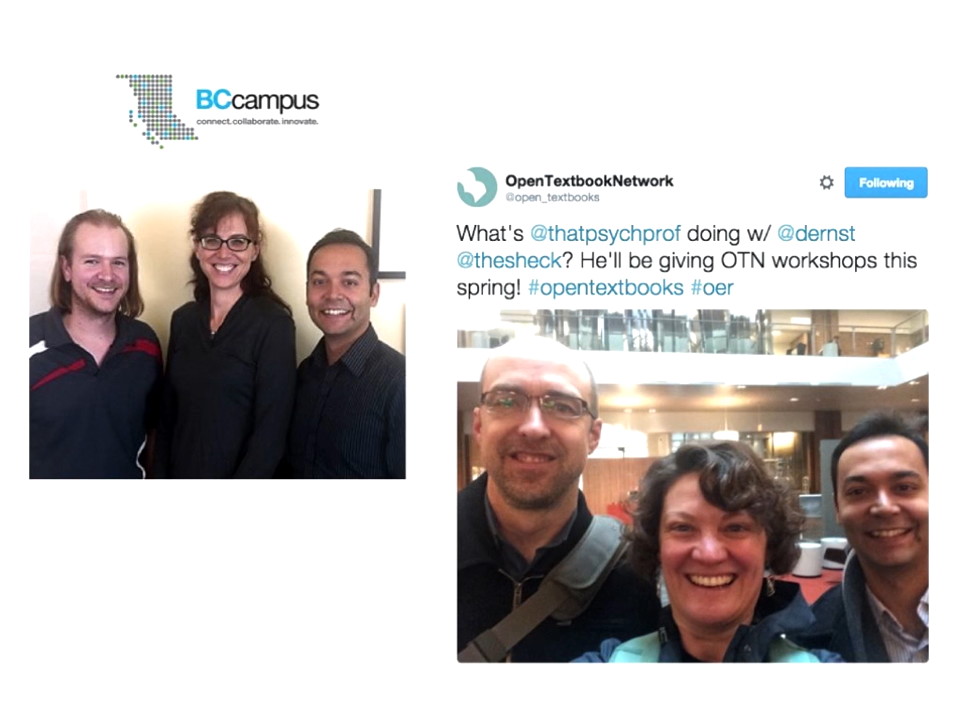 BCcampus
connect.collaborate.innovate.
OpenTextbookNetwork
@open_textbooks
Following
What's @thatpsychprof doing w/ @dernst
@thesheck? He'll be giving OTN workshops this
spring! #opentextbooks #oer